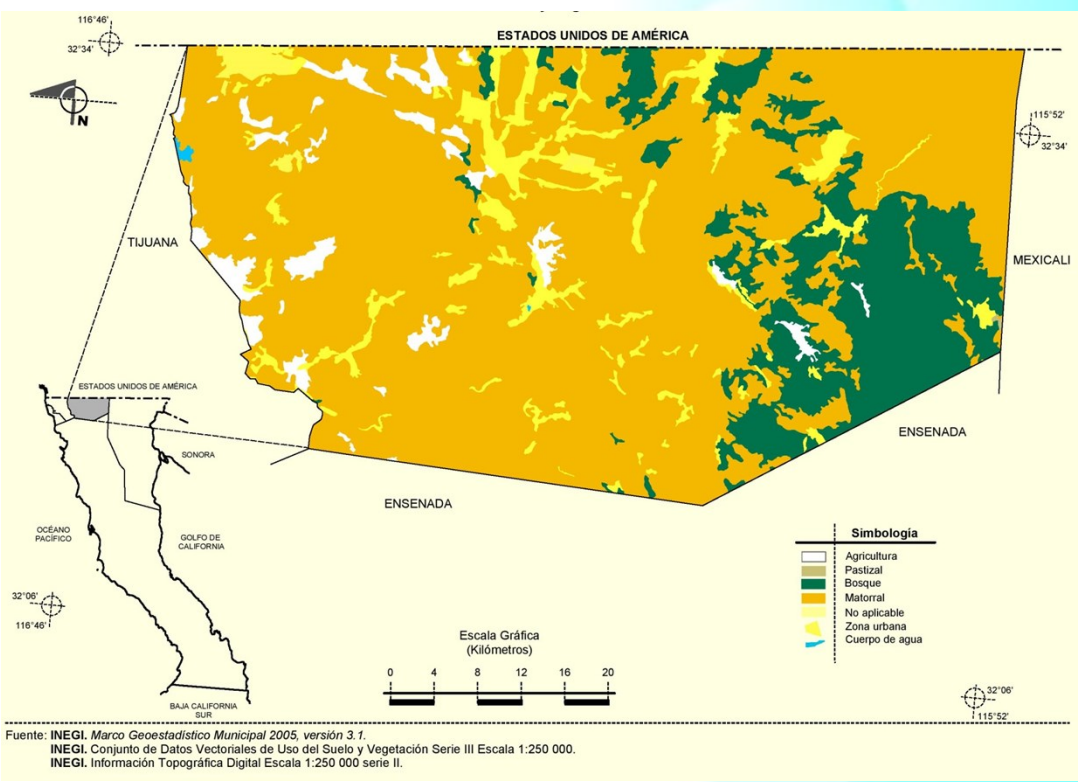 116°46'
32°34'
ESTADOS UNIDOS DE AMÉRICA
N
115°52'
32°34'
TIJUANA
MEXICALI
ENSENADA
ENSENADA
ESTADOS UNIDOS DE AMÉRICA
SONORA
OCÉANO
PACÍFICO
GOLFO DE
CALIFORNIA
32°06'
116°46'
BAJA CALIFORNIA
SUR
Escala Gráfica
(Kilómetros)
0 4 8 12 16 20
Simbología
Agricultura
Pastizal
Bosque
Matorral
No aplicable
Zona urbana
Cuerpo de agua
32°06'
115°52'
Fuente: INEGI. Marco Geoestadístico Municipal 2005, versión 3.1.
INEGI. Conjunto de Datos Vectoriales de Uso del Suelo y Vegetación Serie III Escala 1:250 000.
INEGI. Información Topográfica Digital Escala 1:250 000 serie II.